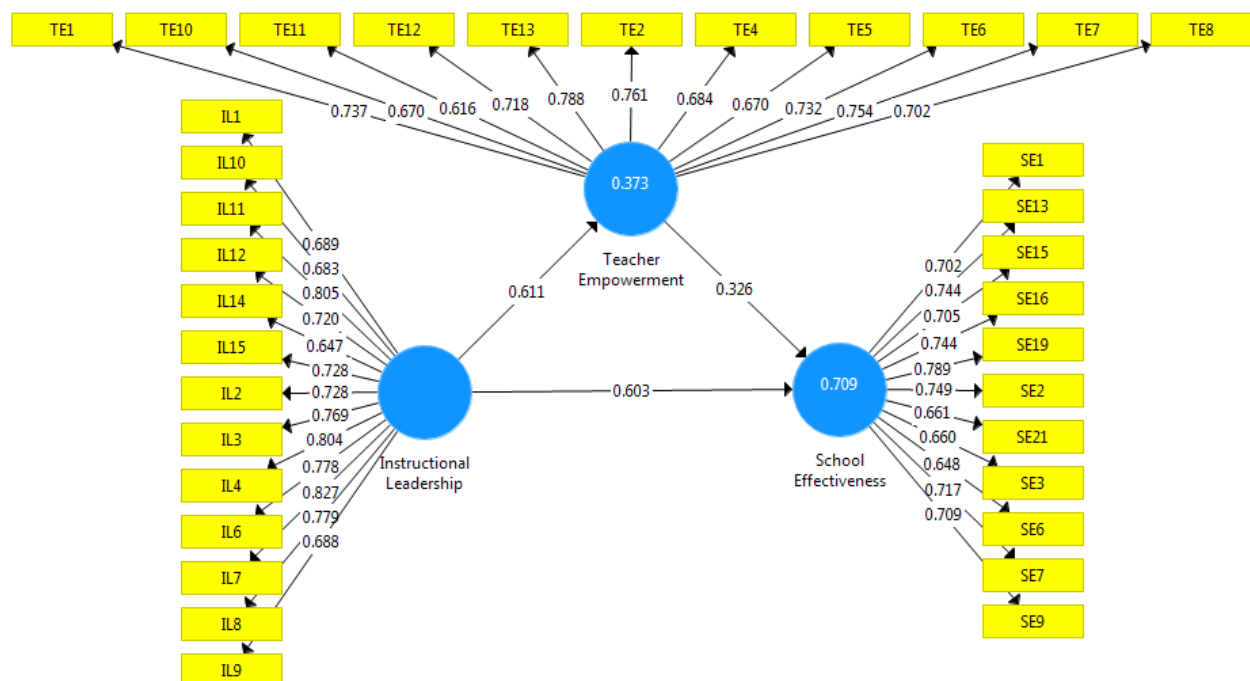 TE1 TE10 TE11 TE12 TE13 TE2 TE4 TE5 TE6 TE7 TE8
0.737 0.670 0.616 0.718 0.788 0.761 0.684 0.670 0.732 0.754 0.702
IL1
IL10
IL11
IL12
IL14
IL15
IL2
IL3
IL4
IL6
IL7
IL8
IL9
0.689
0.683
0.805
0.720
0.647
0.728
0.728
0.769
0.804
0.778
0.827
0.779
0.688
Instructional
Leadership
0.611
0.373
Teacher
Empowerment
0.326
0.603
0.709
School
Effectiveness
0.702
0.744
0.705
0.744
0.789
0.749
0.661
0.660
0.648
0.717
0.709
SE1
SE13
SE15
SE16
SE19
SE2
SE21
SE3
SE6
SE7
SE9